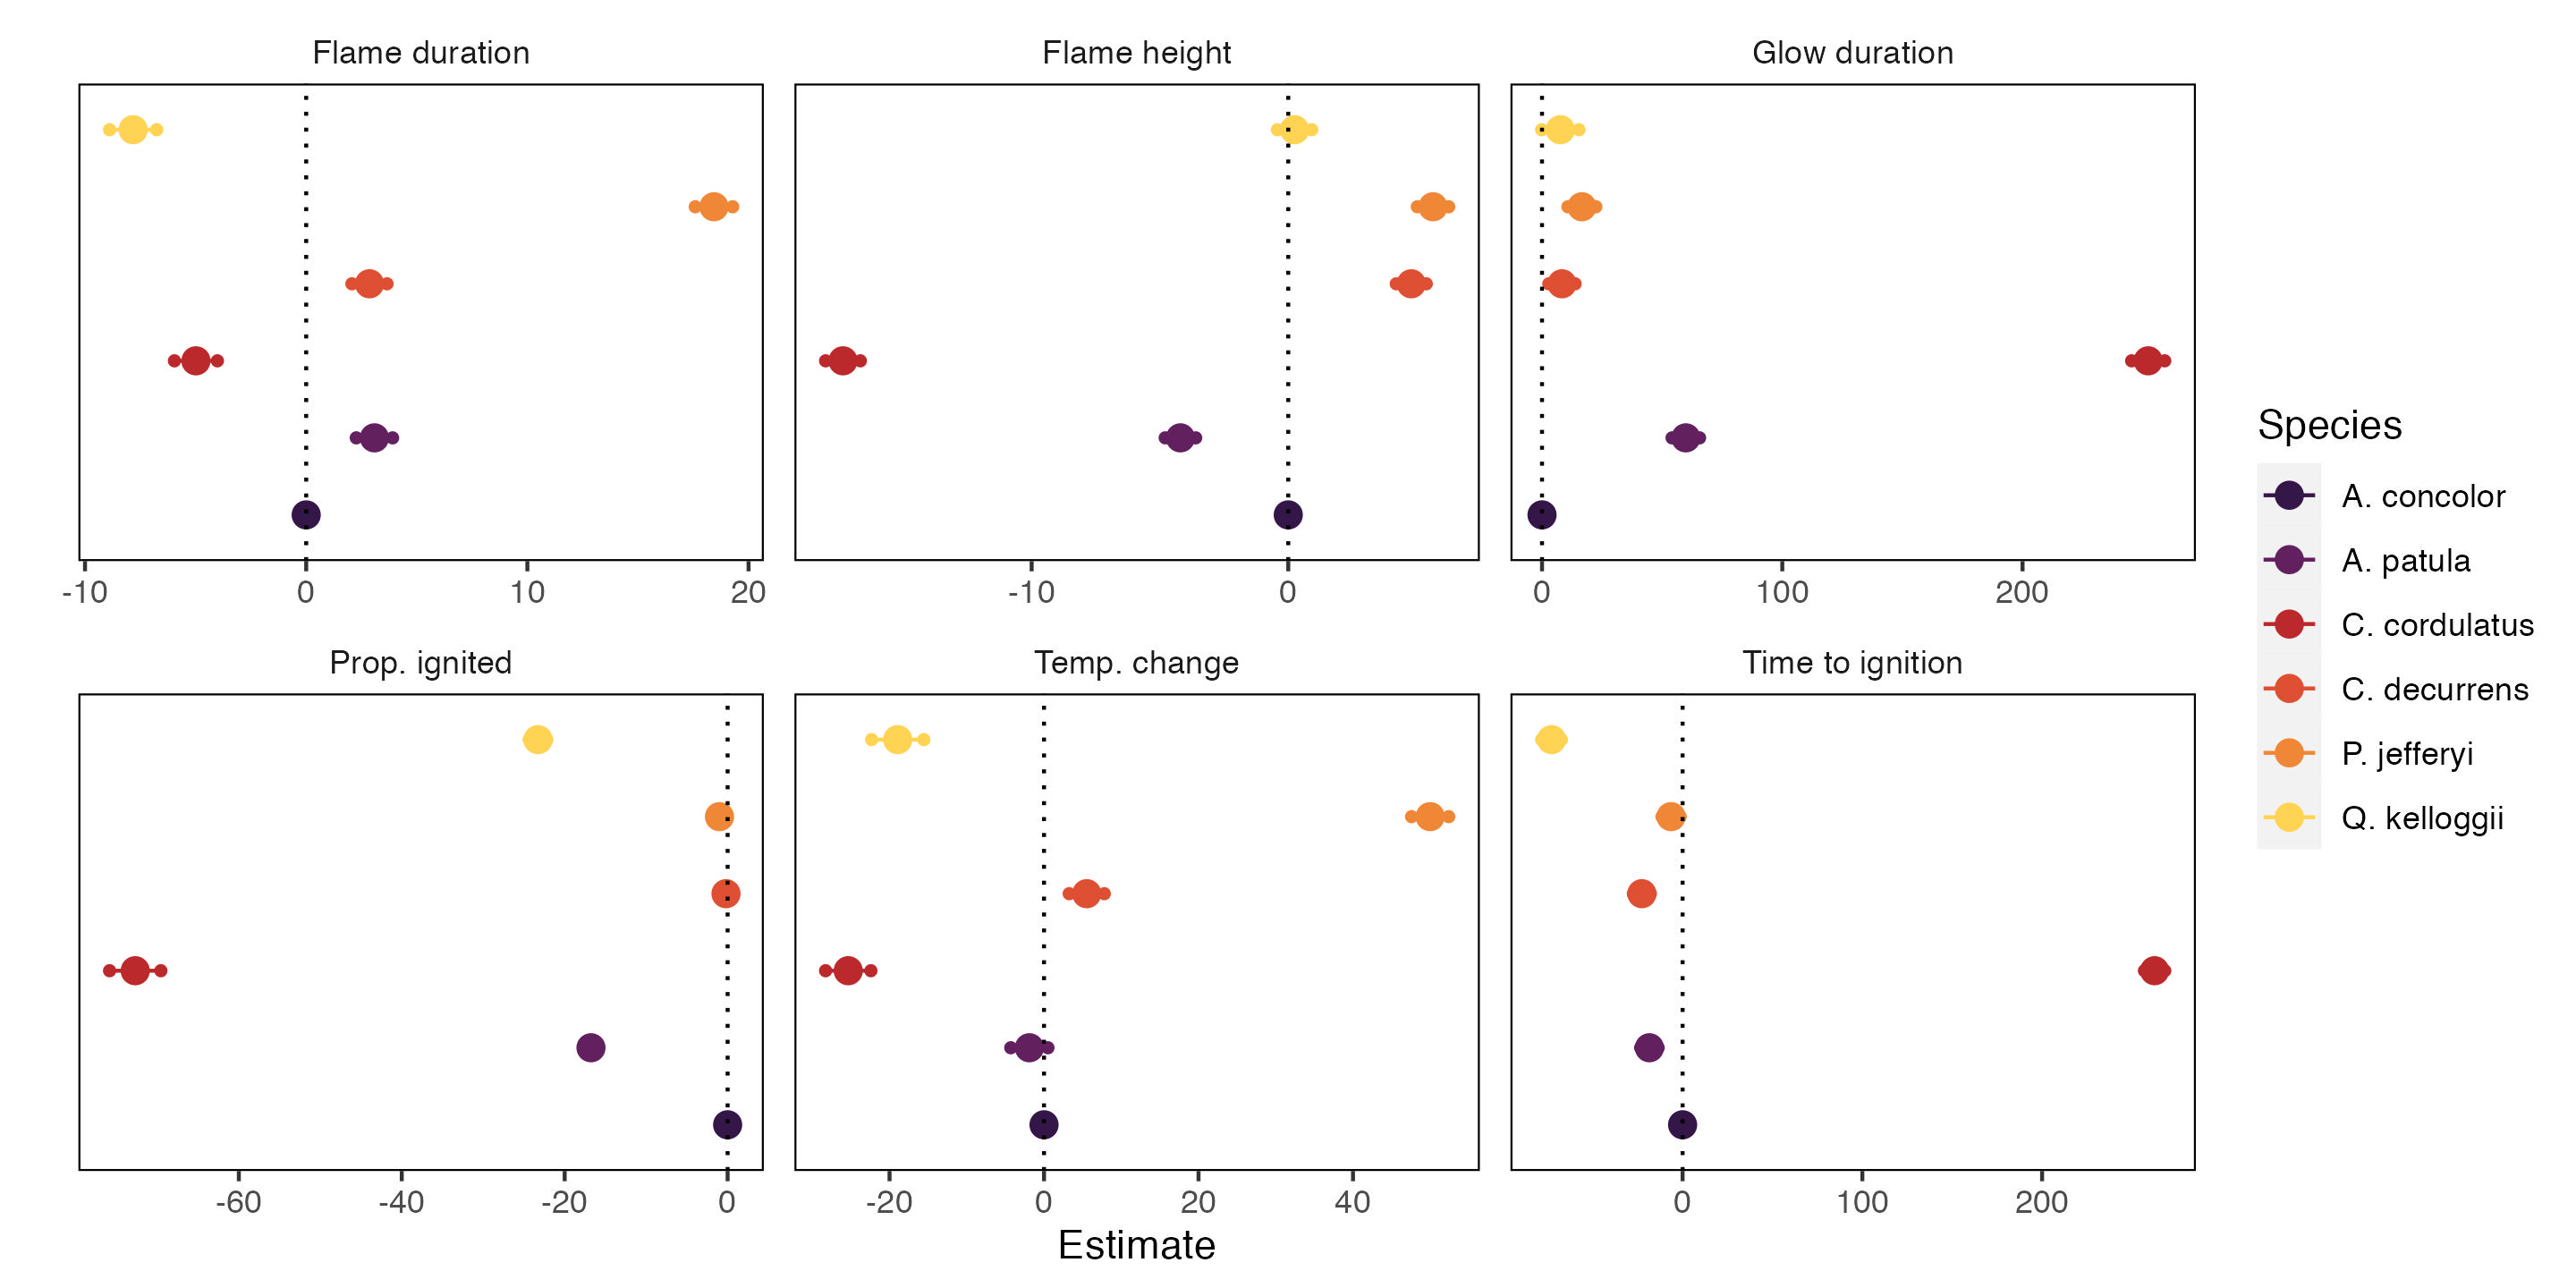 Flame duration
Flame height
Glow duration
-10 0 10 20
-10 0
0 100 200
Prop. ignited
Temp. change
Time to ignition
-60 -40 -20 0
-20 0 20 40
0 100 200
Estimate
Species
A. concolor
A. patula
C. cordulatus
C. decurrens
P. jefferyi
Q. kelloggii